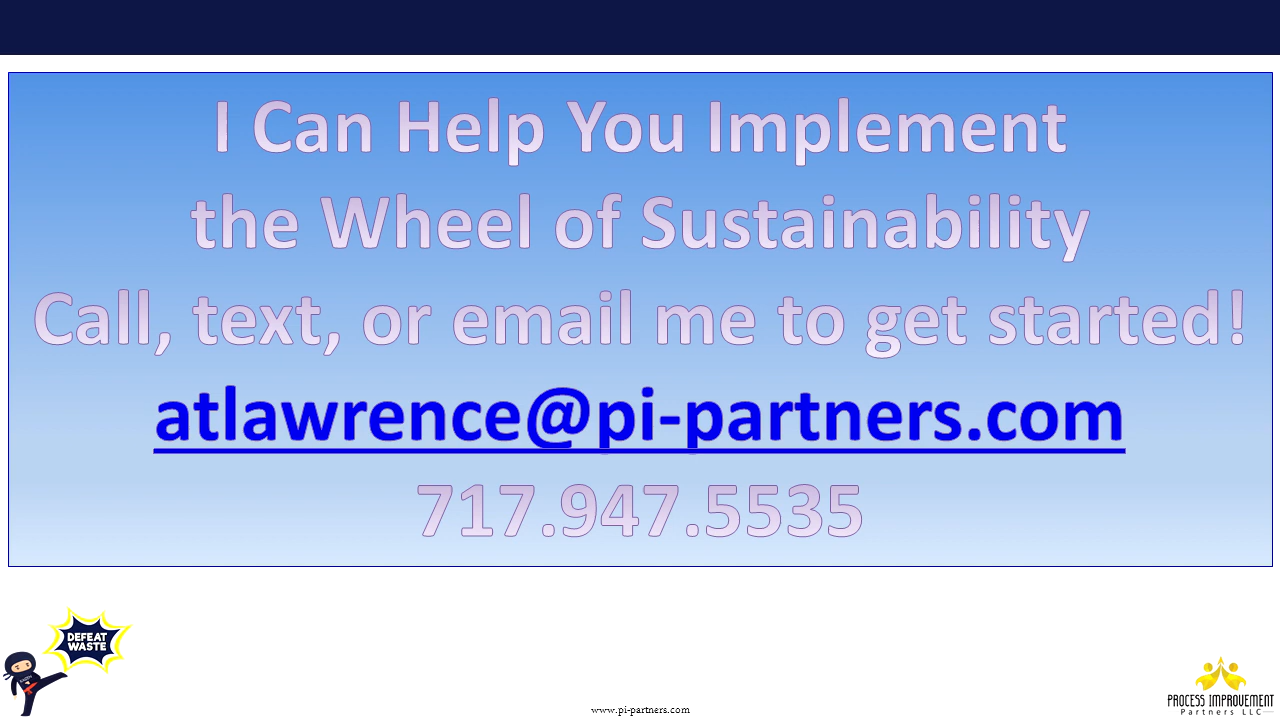 I Can Help You Implement
the Wheel of Sustainability
Call, text, or email me to get started!
atlawrence@pi-partners.com
717.947.5535
DEFEAT
WASTE
www.pi-partners.com
PROCESS IMPROVEMENT
Partners LLC